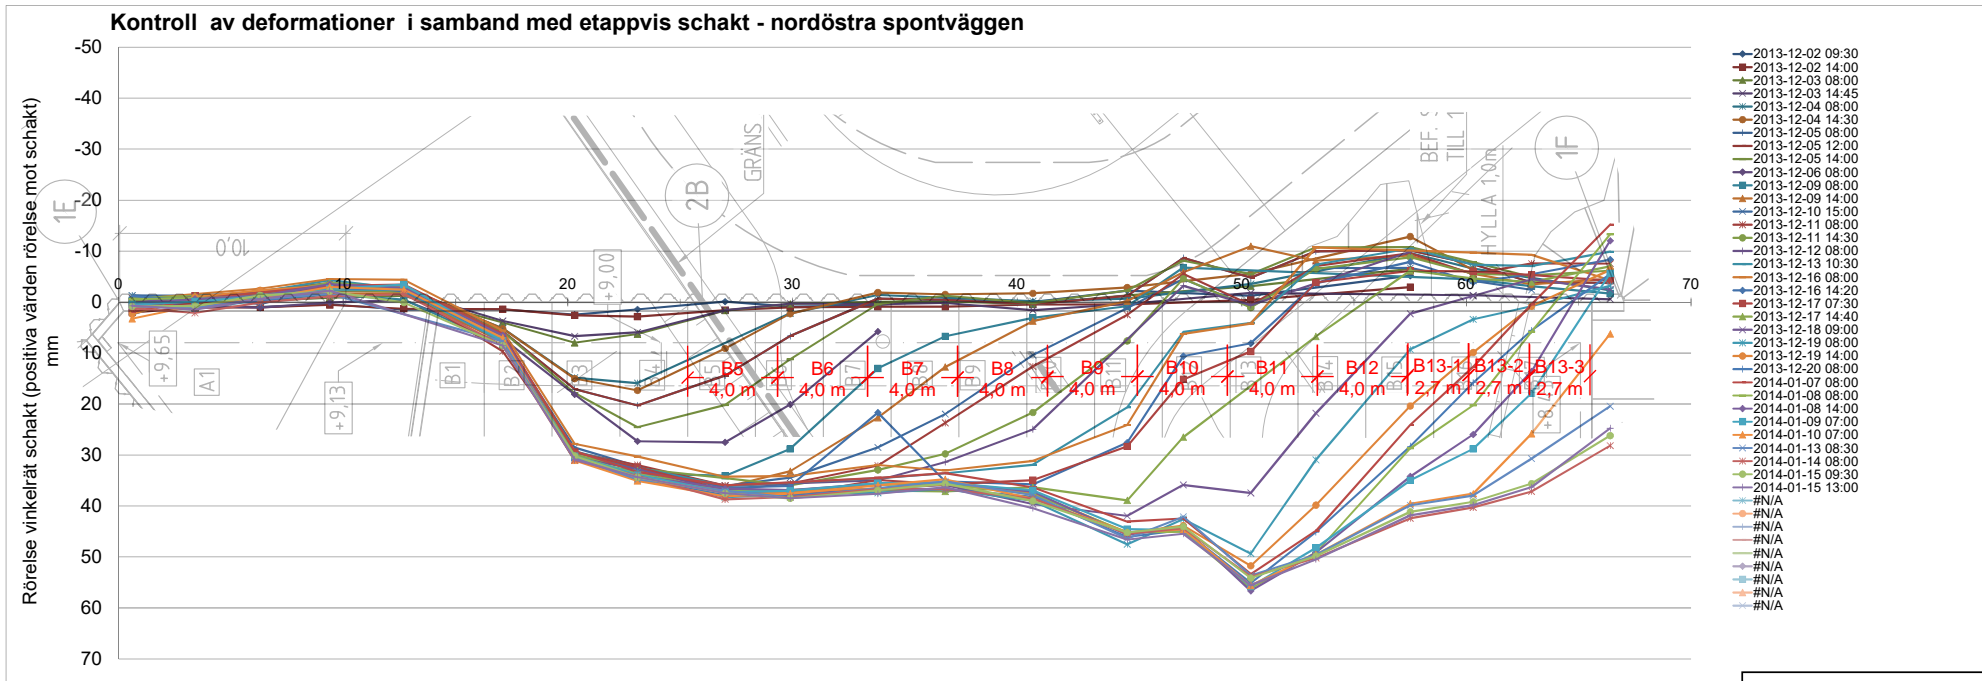 Kontroll av deformationer i samband med etappvis schakt - nordöstra spontväggen
Rörelse vinkelrät schakt (positiva värden rörelse mot schakt)
mm
-50
-40
-30
-20
-10
0
10
20
30
40
50
60
70
0
10
20
30
40
50
60
70
1E
10,0
+9,00
2B
GRÄNS
BEF. S
TILL 1
HYLLA 1,0m
1F
+9,65
A1
+9,13
B1
B2
B3
B5
4,0 m
B6
4,0 m
B7
B7
4,0 m
B8
B8
4,0 m
B9
B9
4,0 m
B11
B10
4,0 m
B11
4,0 m
B12
4,0 m
B13-1
2,7 m
B13-2
2,7 m
B13-3
2,7 m
2013-12-02 09:30
2013-12-02 14:00
2013-12-03 08:00
2013-12-03 14:45
2013-12-04 08:00
2013-12-04 14:30
2013-12-05 08:00
2013-12-05 12:00
2013-12-05 14:00
2013-12-06 08:00
2013-12-09 08:00
2013-12-09 14:00
2013-12-10 15:00
2013-12-11 08:00
2013-12-11 14:30
2013-12-12 08:00
2013-12-13 10:30
2013-12-16 08:00
2013-12-16 14:20
2013-12-17 07:30
2013-12-17 14:40
2013-12-18 09:00
2013-12-19 08:00
2013-12-19 14:00
2013-12-20 08:00
2014-01-07 08:00
2014-01-08 08:00
2014-01-08 14:00
2014-01-09 07:00
2014-01-10 07:00
2014-01-13 08:30
2014-01-14 08:00
2014-01-15 09:30
2014-01-15 13:00
#N/A
#N/A
#N/A
#N/A
#N/A
#N/A
#N/A
#N/A
#N/A